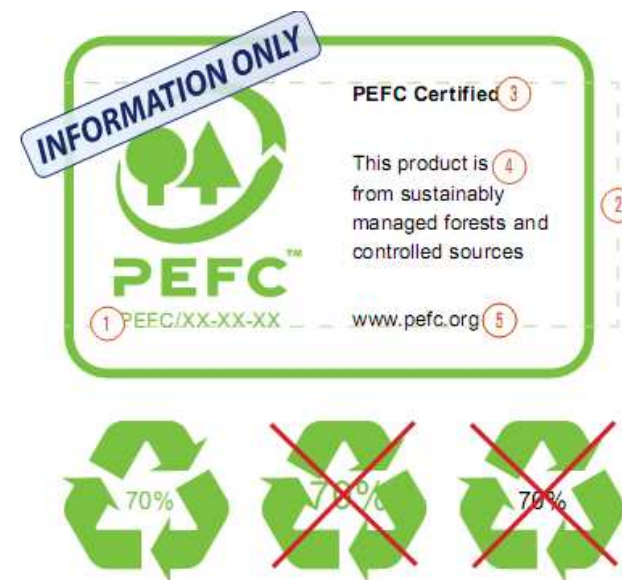 INFORMATION ONLY
PEFC Certified 3
This product is 4
from sustainably
managed forests and
controlled sources
2
PEFC™
1 PEFC/XX-XX-XX
www.pefc.org 5
70%
70%
70%